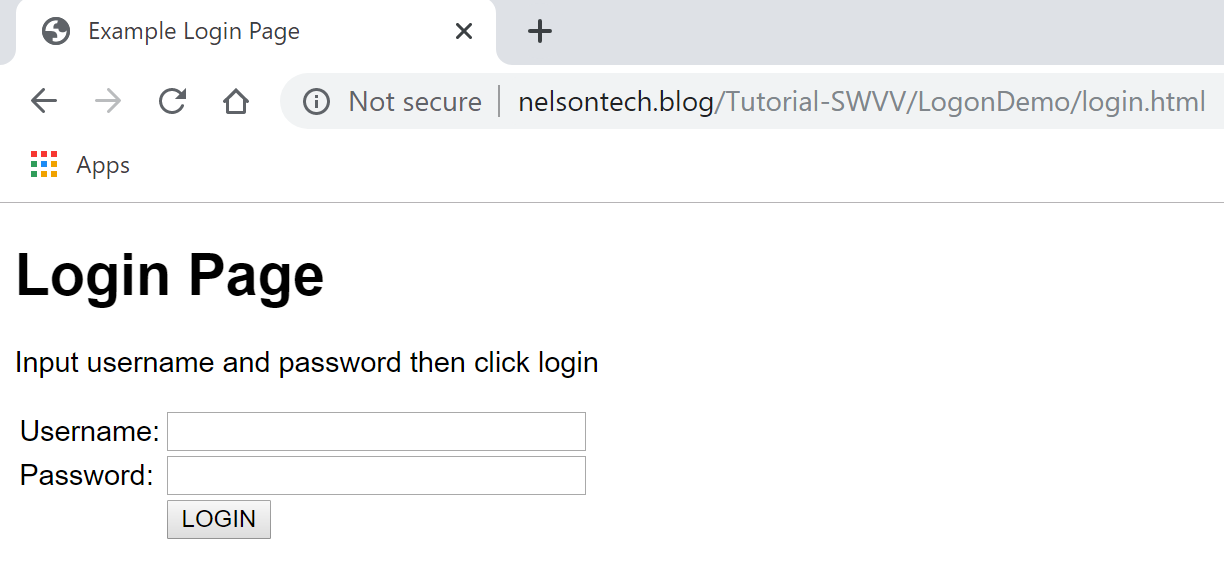 Example Login Page
Not secure | nelsontech.blog/Tutorial-SWVV/LogonDemo/login.html
Apps
Login Page
Input username and password then click login
Username:
Password:
LOGIN